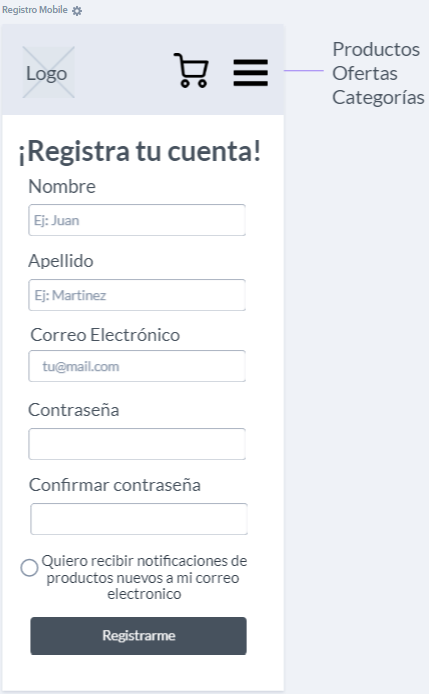 Registro Mobile
Logo
Productos
Ofertas
Categorías
¡Registra tu cuenta!
Nombre
Ej: Juan
Apellido
Ej: Martinez
Correo Electrónico
tu@mail.com
Contraseña
Confirmar contraseña
Quiero recibir notificaciones de
productos nuevos a mi correo
electronico
Registrarme